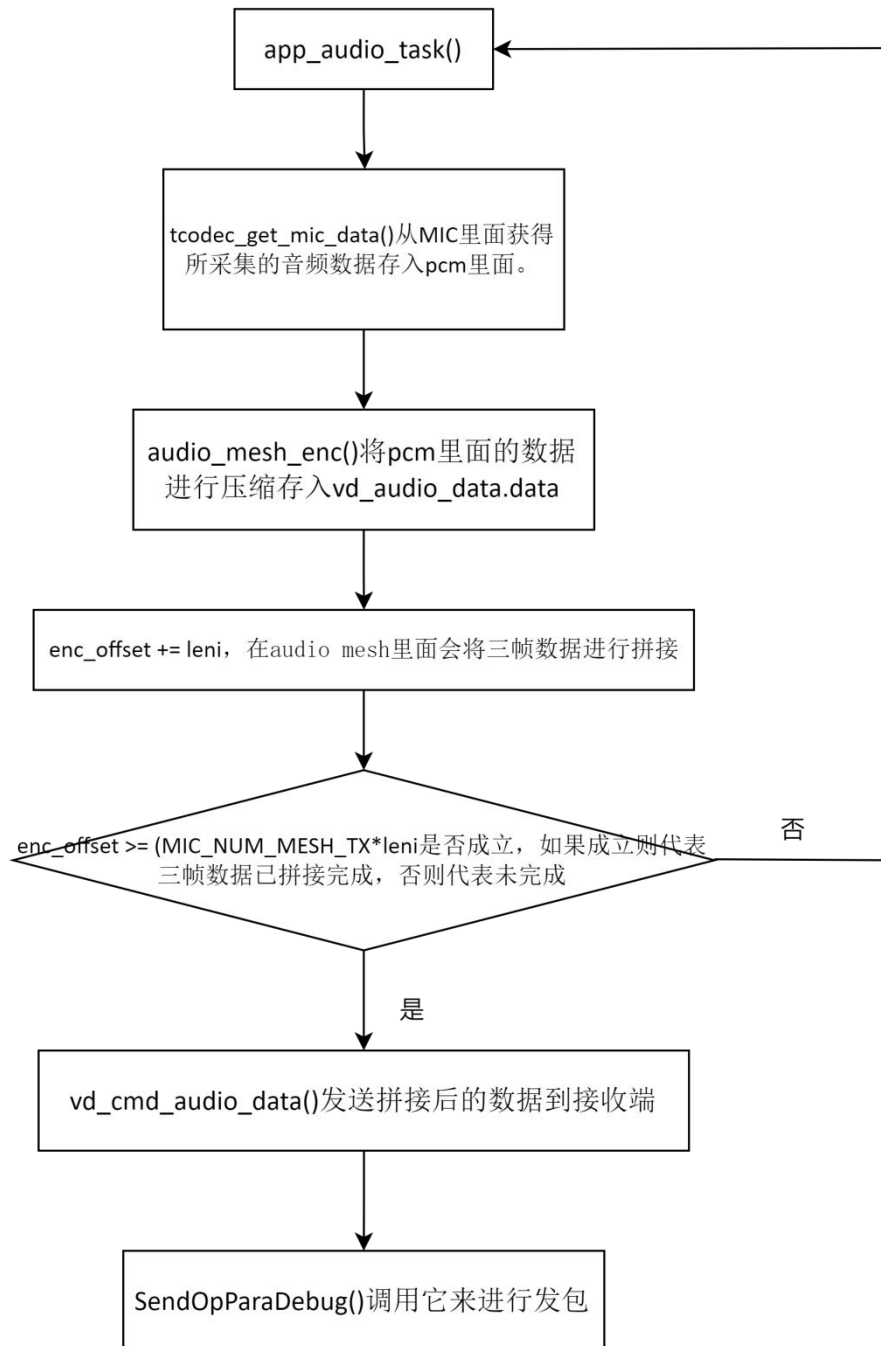 app_audio_task()
tcodec_get_mic_data()从MIC里面获得
所采集的音频数据存入pcm里面。
audio_mesh_enc()将pcm里面的数据
进行压缩存入vd_audio_data.data
enc_offset += leni，在audio mesh里面会将三帧数据进行拼接
enc_offset >= (MIC_NUM_MESH_TX*leni是否成立，如果成立则代表
三帧数据已拼接完成，否则代表未完成
否
是
vd_cmd_audio_data()发送拼接后的数据到接收端
SendOpParaDebug()调用它来进行发包